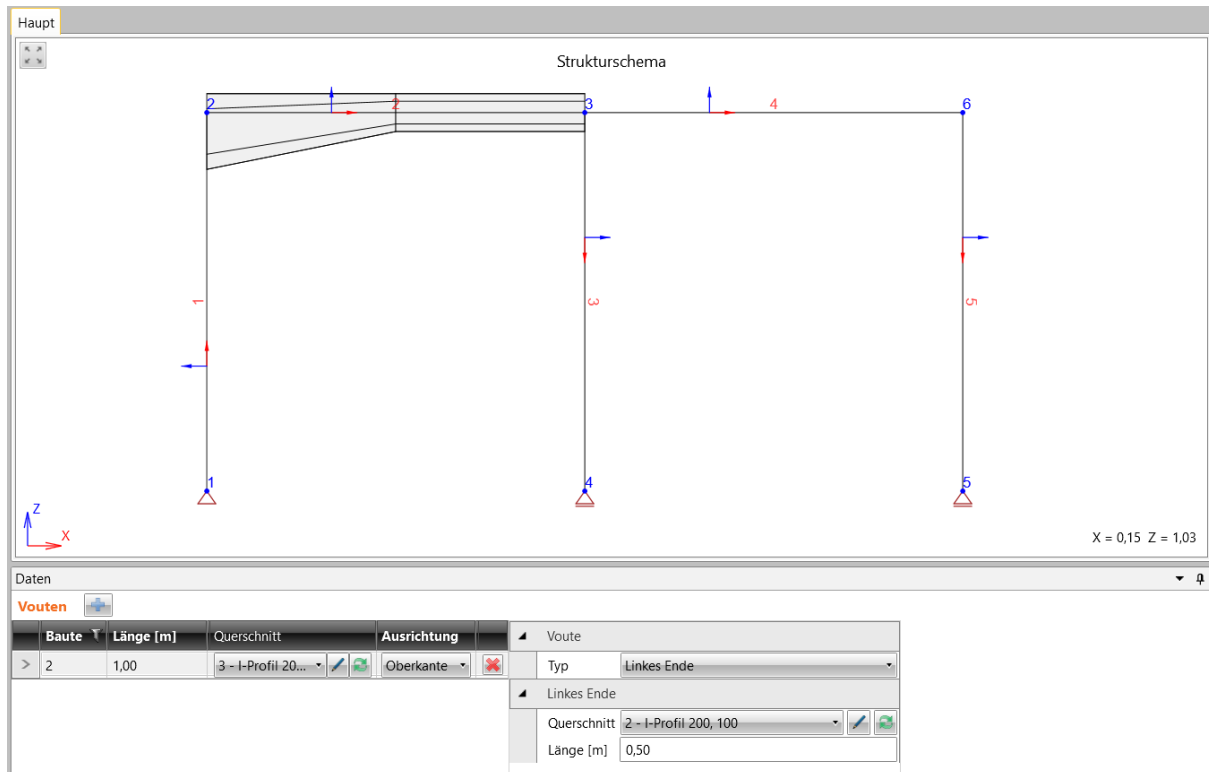 Haupt
Strukturschema
2 2 3 4 6
1 3 5
1 4 5
Z
X
X = 0,15 Z = 1,03
Daten
Vouten
Baute Länge [m] Querschnitt Ausrichtung
2 1,00 3 - I-Profil 20... Oberkante
Voute
Typ Linkes Ende
Linkes Ende
Querschnitt 2 - I-Profil 200, 100
Länge [m] 0,50